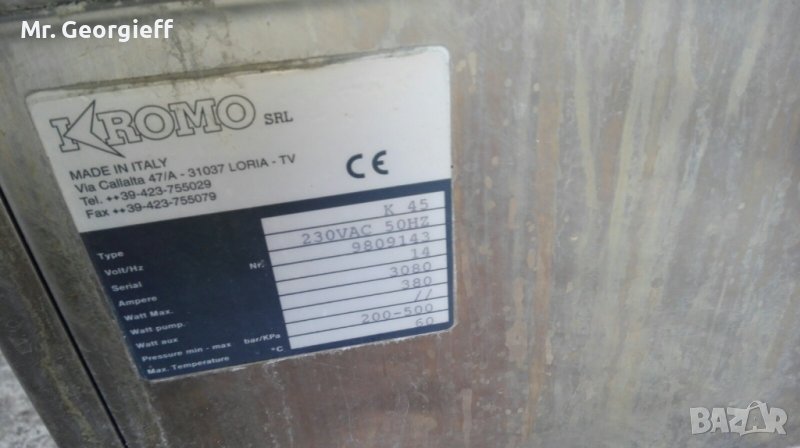 Mr. Georgieff
KROMO SRL
MADE IN ITALY
Via Callalta 47/A - 31037 LORIA - TV
Tel. ++39-423-755029
Fax ++39-423-755079
CE
Type K 45
Volt/Hz 230VAC 50HZ
Serial Nr. 9809143
Ampere 14
Watt Max. 3080
Watt pump. 380
Watt aux //
Pressure min - max bar/KPa 200-500
Max. Temperature °C 60
BAZAR